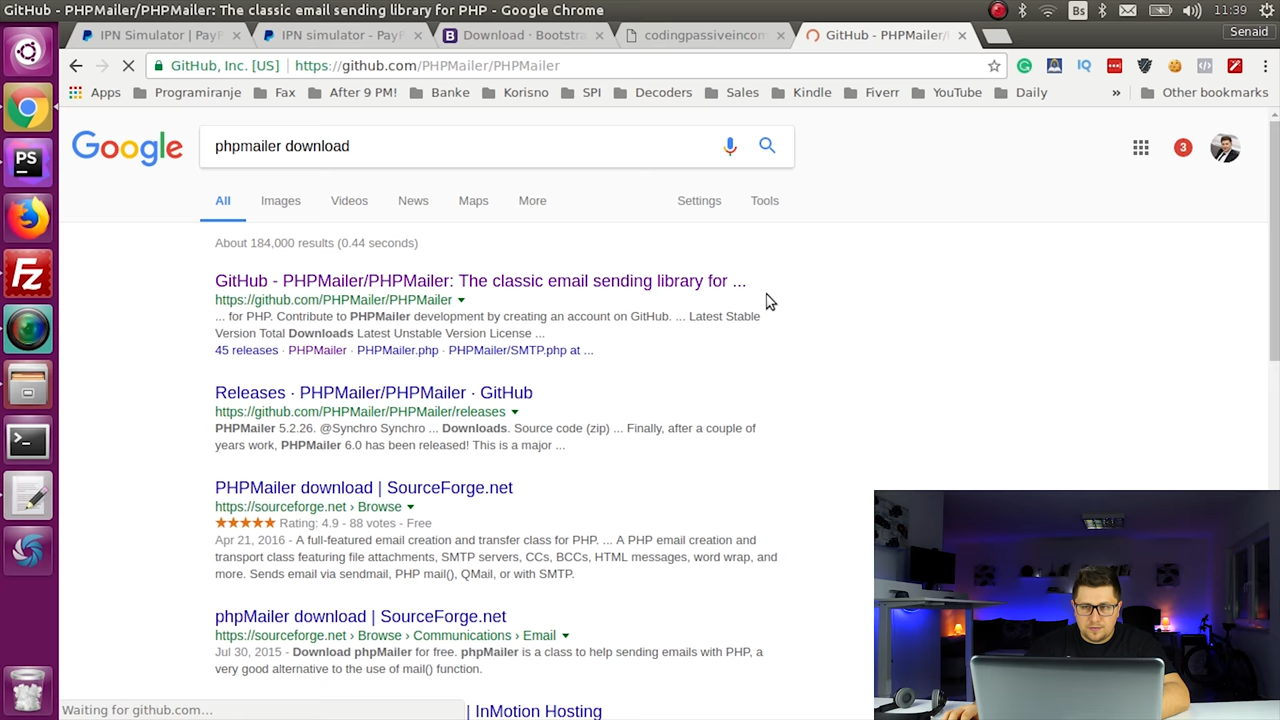 GitHub - PHPMailer/PHPMailer: The classic email sending library for PHP - Google Chrome
Bs
11:39
IPN Simulator | PayP
IPN simulator - PayP
Download · Bootstra
codingpassiveincom
GitHub - PHPMailer/
Senaid
GitHub, Inc. [US]
https://github.com/PHPMailer/PHPMailer
IQ
Apps
Programiranje
Fax
After 9 PM!
Banke
Korisno
SPI
Decoders
Sales
Kindle
Fiverr
YouTube
Daily
»
Other bookmarks
Google
phpmailer download
3
All
Images
Videos
News
Maps
More
Settings
Tools
About 184,000 results (0.44 seconds)
GitHub - PHPMailer/PHPMailer: The classic email sending library for ...
https://github.com/PHPMailer/PHPMailer
... for PHP. Contribute to PHPMailer development by creating an account on GitHub. ... Latest Stable
Version Total Downloads Latest Unstable Version License ...
45 releases · PHPMailer · PHPMailer.php · PHPMailer/SMTP.php at ...
Releases · PHPMailer/PHPMailer · GitHub
https://github.com/PHPMailer/PHPMailer/releases
PHPMailer 5.2.26. @Synchro Synchro ... Downloads. Source code (zip) ... Finally, after a couple of
years work, PHPMailer 6.0 has been released! This is a major ...
PHPMailer download | SourceForge.net
https://sourceforge.net › Browse
Rating: 4.9 - 88 votes - Free
Apr 21, 2016 - A full-featured email creation and transfer class for PHP. ... A PHP email creation and
transport class featuring file attachments, SMTP servers, CCs, BCCs, HTML messages, word wrap, and
more. Sends email via sendmail, PHP mail(), QMail, or with SMTP.
phpMailer download | SourceForge.net
https://sourceforge.net › Browse › Communications › Email
Jul 30, 2015 - Download phpMailer for free. phpMailer is a class to help sending emails with PHP, a
very good alternative to the use of mail() function.
Waiting for github.com...
| InMotion Hosting
PS
Fz